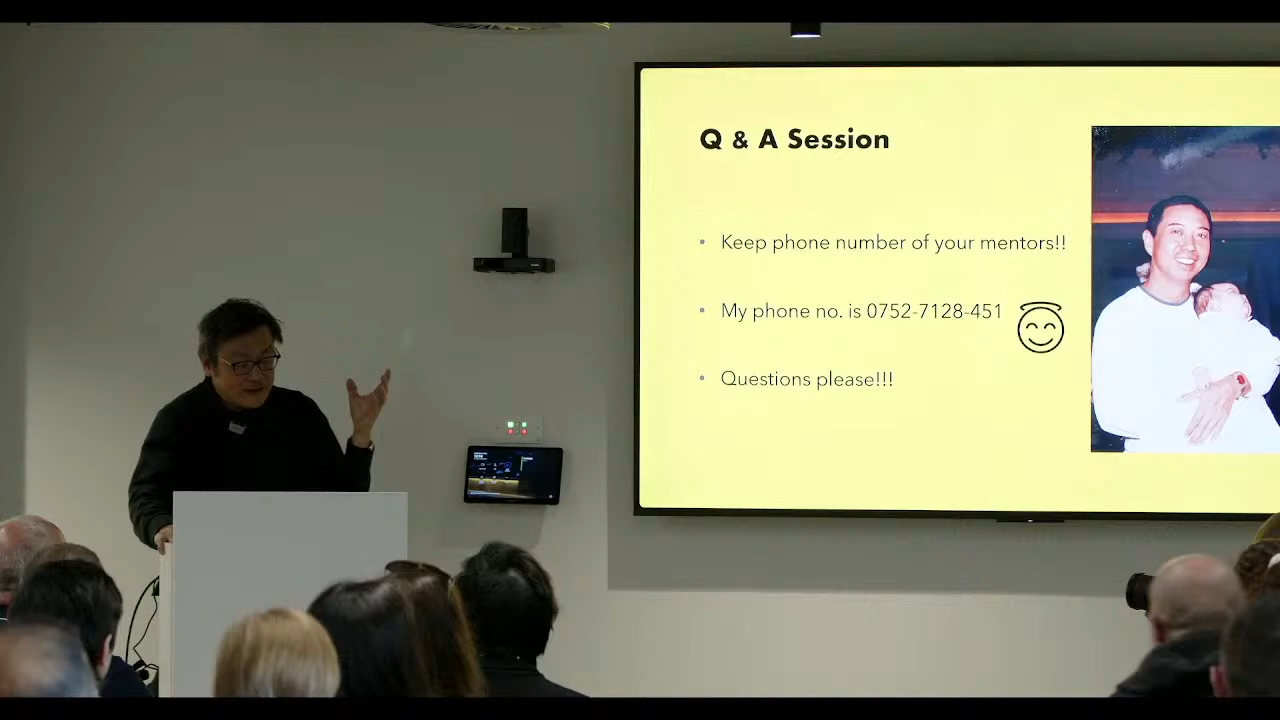 Q & A Session
• Keep phone number of your mentors!!
• My phone no. is 0752-7128-451
• Questions please!!!